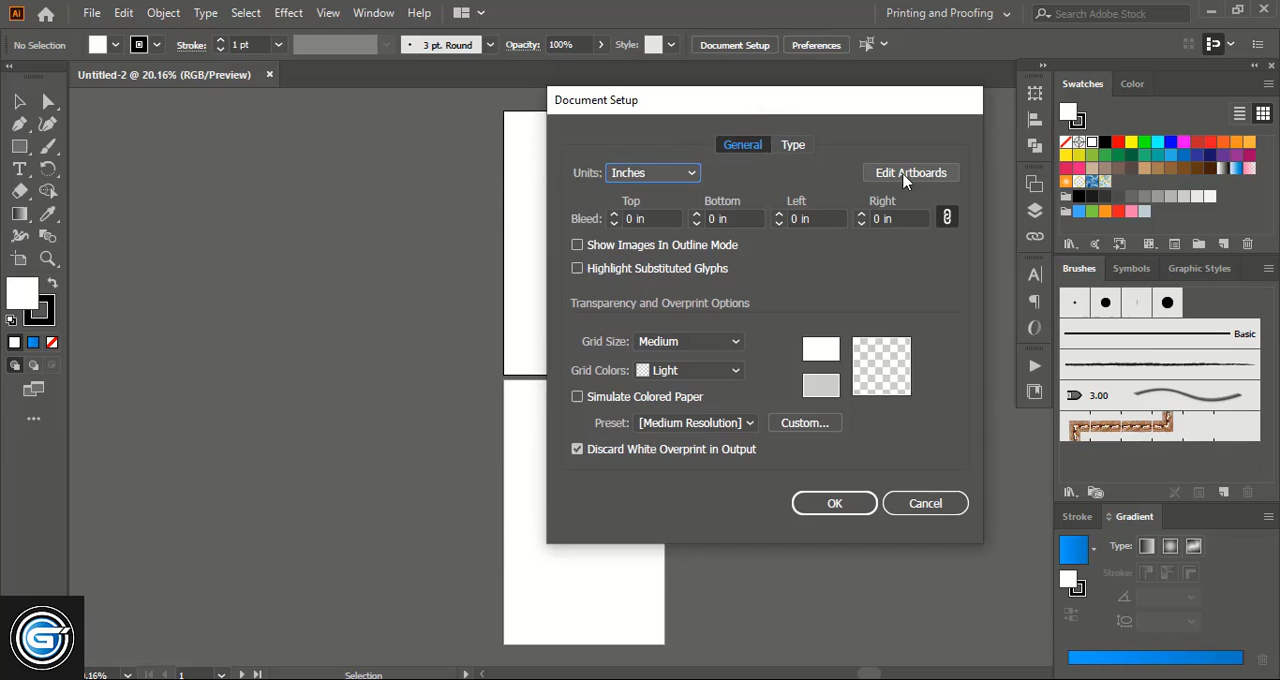 Ai File Edit Object Type Select Effect View Window Help Printing and Proofing Search Adobe Stock
No Selection Stroke: 1 pt 3 pt. Round Opacity: 100% Style: Document Setup Preferences
Untitled-2 @ 20.16% (RGB/Preview) ×
Swatches Color
Document Setup
General Type
Units: Inches Edit Artboards
Top Bottom Left Right
Bleed: 0 in 0 in 0 in 0 in
Show Images In Outline Mode
Highlight Substituted Glyphs
Transparency and Overprint Options
Grid Size: Medium
Grid Colors: Light
Simulate Colored Paper
Preset: [Medium Resolution] Custom...
Discard White Overprint in Output
OK Cancel
Brushes Symbols Graphic Styles
Basic
3.00
Stroke Gradient
Type:
Stroke:
.16% 1 Selection